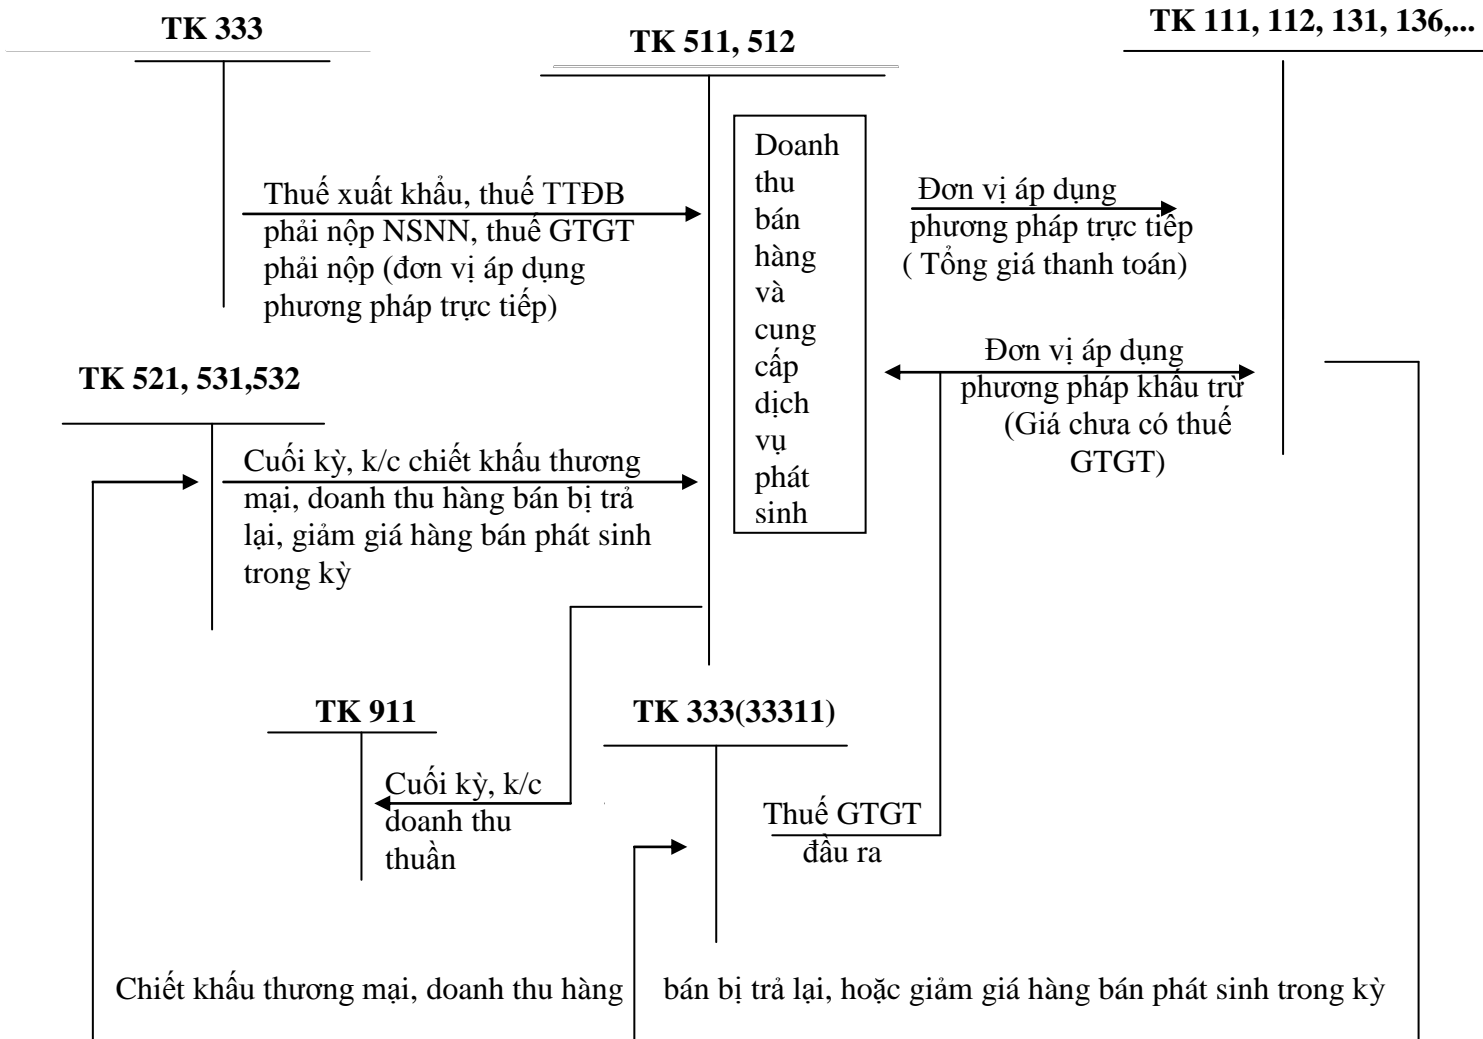 TK 333
TK 511, 512
TK 111, 112, 131, 136,...
Thuế xuất khẩu, thuế TTĐB
phải nộp NSNN, thuế GTGT
phải nộp (đơn vị áp dụng
phương pháp trực tiếp)
Doanh
thu
bán
hàng
và
cung
cấp
dịch
vụ
phát
sinh
Đơn vị áp dụng
phương pháp trực tiếp
( Tổng giá thanh toán)
Đơn vị áp dụng
phương pháp khấu trừ
(Giá chưa có thuế
GTGT)
TK 521, 531,532
Cuối kỳ, k/c chiết khấu thương
mại, doanh thu hàng bán bị trả
lại, giảm giá hàng bán phát sinh
trong kỳ
TK 911
TK 333(33311)
Cuối kỳ, k/c
doanh thu
thuần
Thuế GTGT
đầu ra
Chiết khấu thương mại, doanh thu hàng bán bị trả lại, hoặc giảm giá hàng bán phát sinh trong kỳ